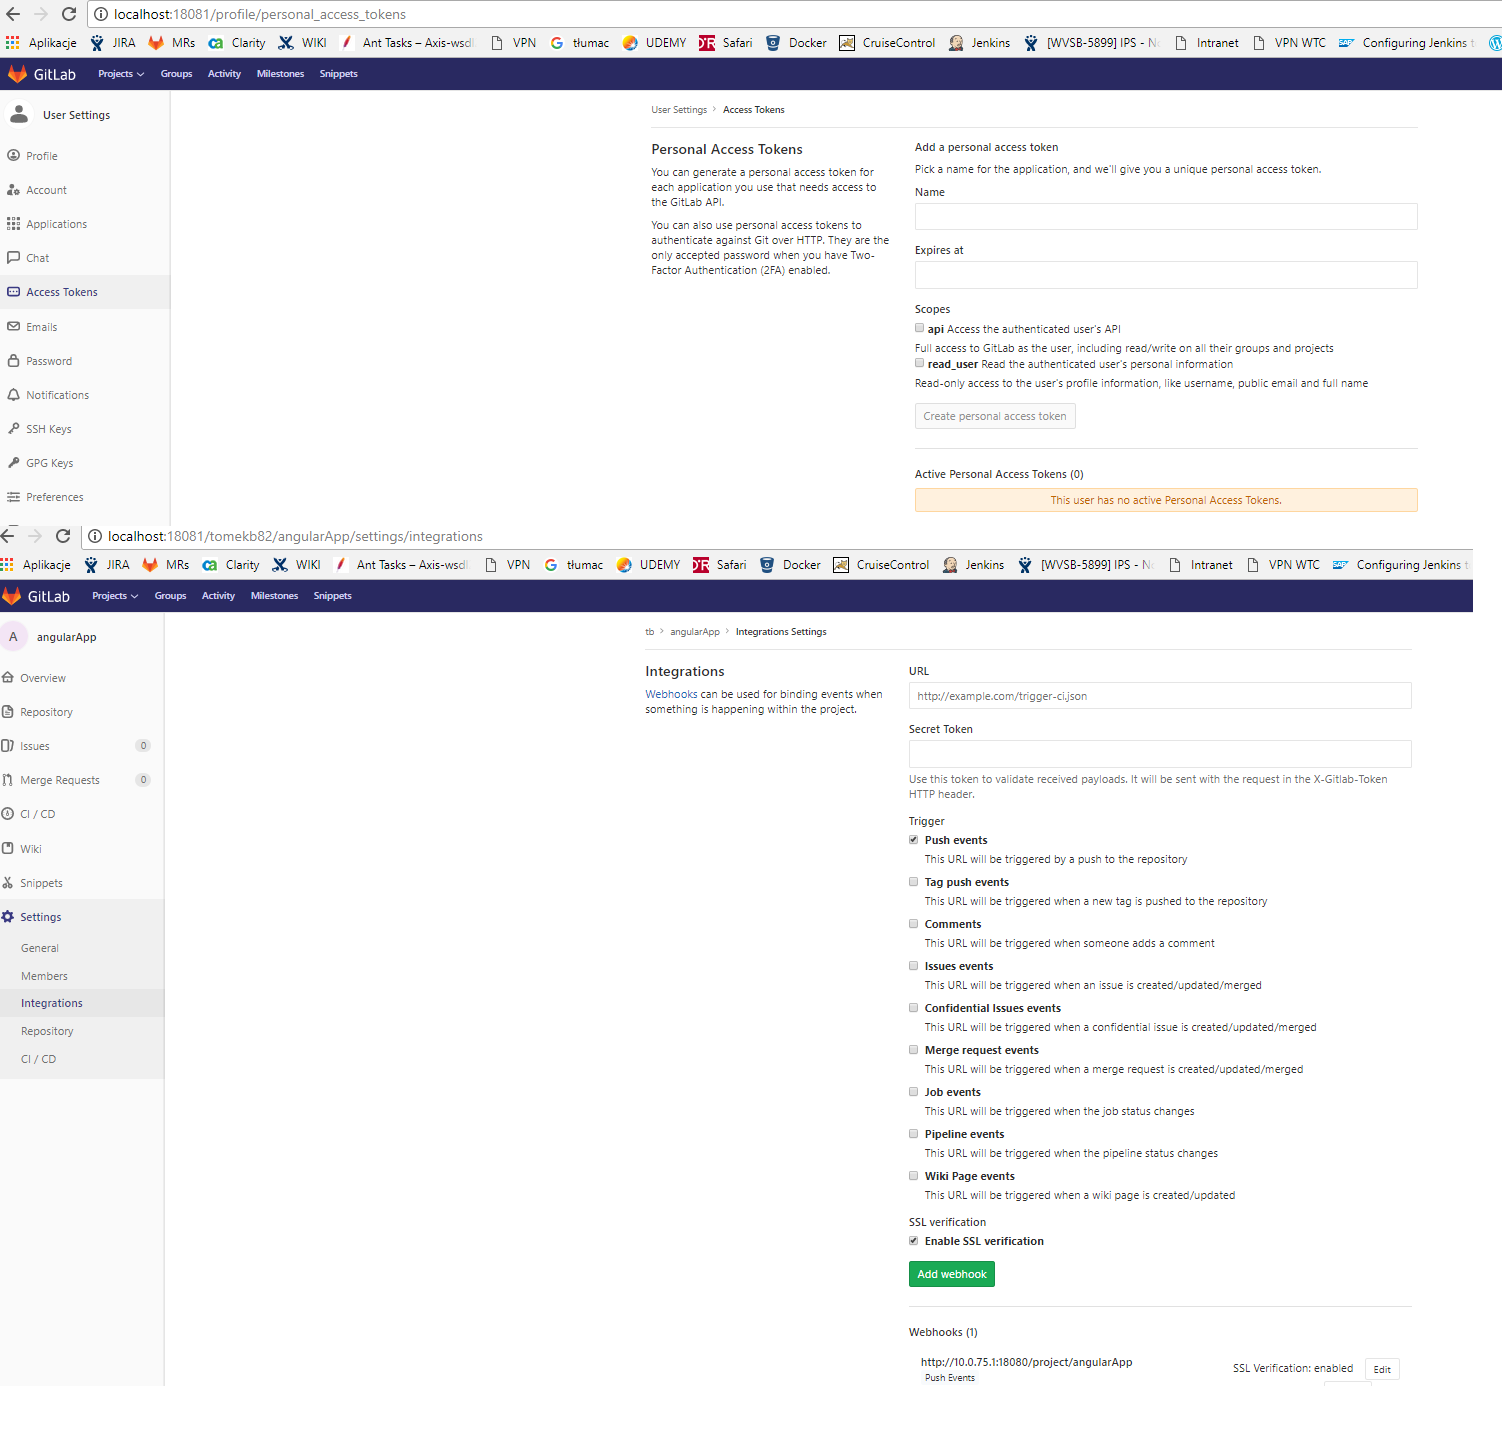 localhost:18081/profile/personal_access_tokens
Aplikacje JIRA MRs Clarity WIKI Ant Tasks – Axis-wsdl VPN tłumac UDEMY Safari Docker CruiseControl Jenkins [WVSB-5899] IPS - N Intranet VPN WTC Configuring Jenkins t
GitLab Projects Groups Activity Milestones Snippets
User Settings
Profile
Account
Applications
Chat
Access Tokens
Emails
Password
Notifications
SSH Keys
GPG Keys
Preferences
User Settings > Access Tokens
Personal Access Tokens
You can generate a personal access token for
each application you use that needs access to
the GitLab API.
You can also use personal access tokens to
authenticate against Git over HTTP. They are the
only accepted password when you have Two-
Factor Authentication (2FA) enabled.
Add a personal access token
Pick a name for the application, and we'll give you a unique personal access token.
Name
Expires at
Scopes
api Access the authenticated user's API
Full access to GitLab as the user, including read/write on all their groups and projects
read_user Read the authenticated user's personal information
Read-only access to the user's profile information, like username, public email and full name
Create personal access token
Active Personal Access Tokens (0)
This user has no active Personal Access Tokens.
localhost:18081/tomekb82/angularApp/settings/integrations
Aplikacje JIRA MRs Clarity WIKI Ant Tasks – Axis-wsdl VPN tłumac UDEMY Safari Docker CruiseControl Jenkins [WVSB-5899] IPS - N Intranet VPN WTC Configuring Jenkins t
GitLab Projects Groups Activity Milestones Snippets
A angularApp
Overview
Repository
Issues 0
Merge Requests 0
CI / CD
Wiki
Snippets
Settings
General
Members
Integrations
Repository
CI / CD
tb > angularApp > Integrations Settings
Integrations
Webhooks can be used for binding events when
something is happening within the project.
URL
http://example.com/trigger-ci.json
Secret Token
Use this token to validate received payloads. It will be sent with the request in the X-Gitlab-Token
HTTP header.
Trigger
Push events
This URL will be triggered by a push to the repository
Tag push events
This URL will be triggered when a new tag is pushed to the repository
Comments
This URL will be triggered when someone adds a comment
Issues events
This URL will be triggered when an issue is created/updated/merged
Confidential Issues events
This URL will be triggered when a confidential issue is created/updated/merged
Merge request events
This URL will be triggered when a merge request is created/updated/merged
Job events
This URL will be triggered when the job status changes
Pipeline events
This URL will be triggered when the pipeline status changes
Wiki Page events
This URL will be triggered when a wiki page is created/updated
SSL verification
Enable SSL verification
Add webhook
Webhooks (1)
http://10.0.75.1:18080/project/angularApp
Push Events
SSL Verification: enabled Edit